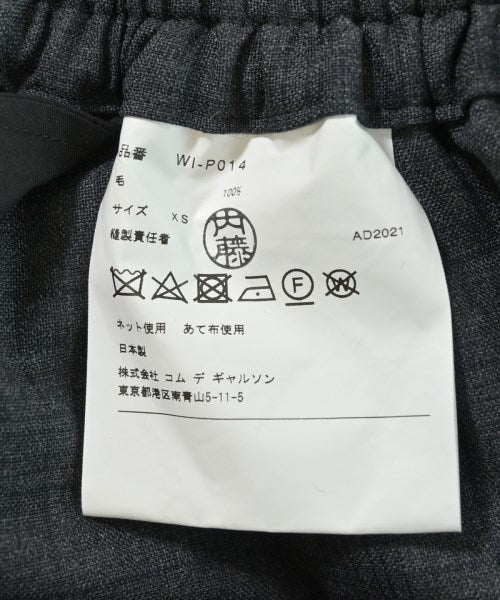 品番 WI-P014
毛 100%
サイズ XS
縫製責任者 内藤 AD2021
F W
ネット使用 あて布使用
日本製
株式会社 コム デ ギャルソン
東京都港区南青山5-11-5